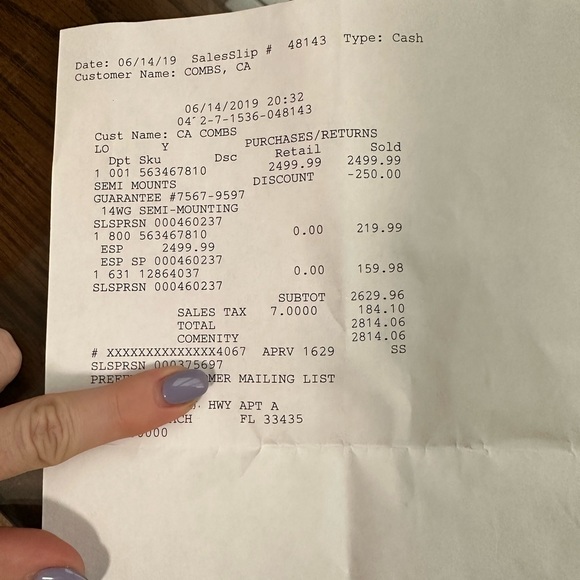 Date: 06/14/19 SalesSlip # 48143 Type: Cash
Customer Name: COMBS, CA
06/14/2019 20:32
04 2-7-1536-048143
Cust Name: CA COMBS
LO Y PURCHASES/RETURNS
Dpt Sku Dsc Retail Sold
1 001 563467810 2499.99 2499.99
SEMI MOUNTS DISCOUNT -250.00
GUARANTEE #7567-9597
14WG SEMI-MOUNTING
SLSPRSN 000460237
1 800 563467810 0.00 219.99
ESP 2499.99
ESP SP 000460237
1 631 12864037 0.00 159.98
SLSPRSN 000460237
SUBTOT 2629.96
SALES TAX 7.0000 184.10
TOTAL 2814.06
COMENITY 2814.06
# XXXXXXXXXXXXXX4067 APRV 1629 SS
SLSPRSN 000375697
MAILING LIST
HWY APT A
FL 33435